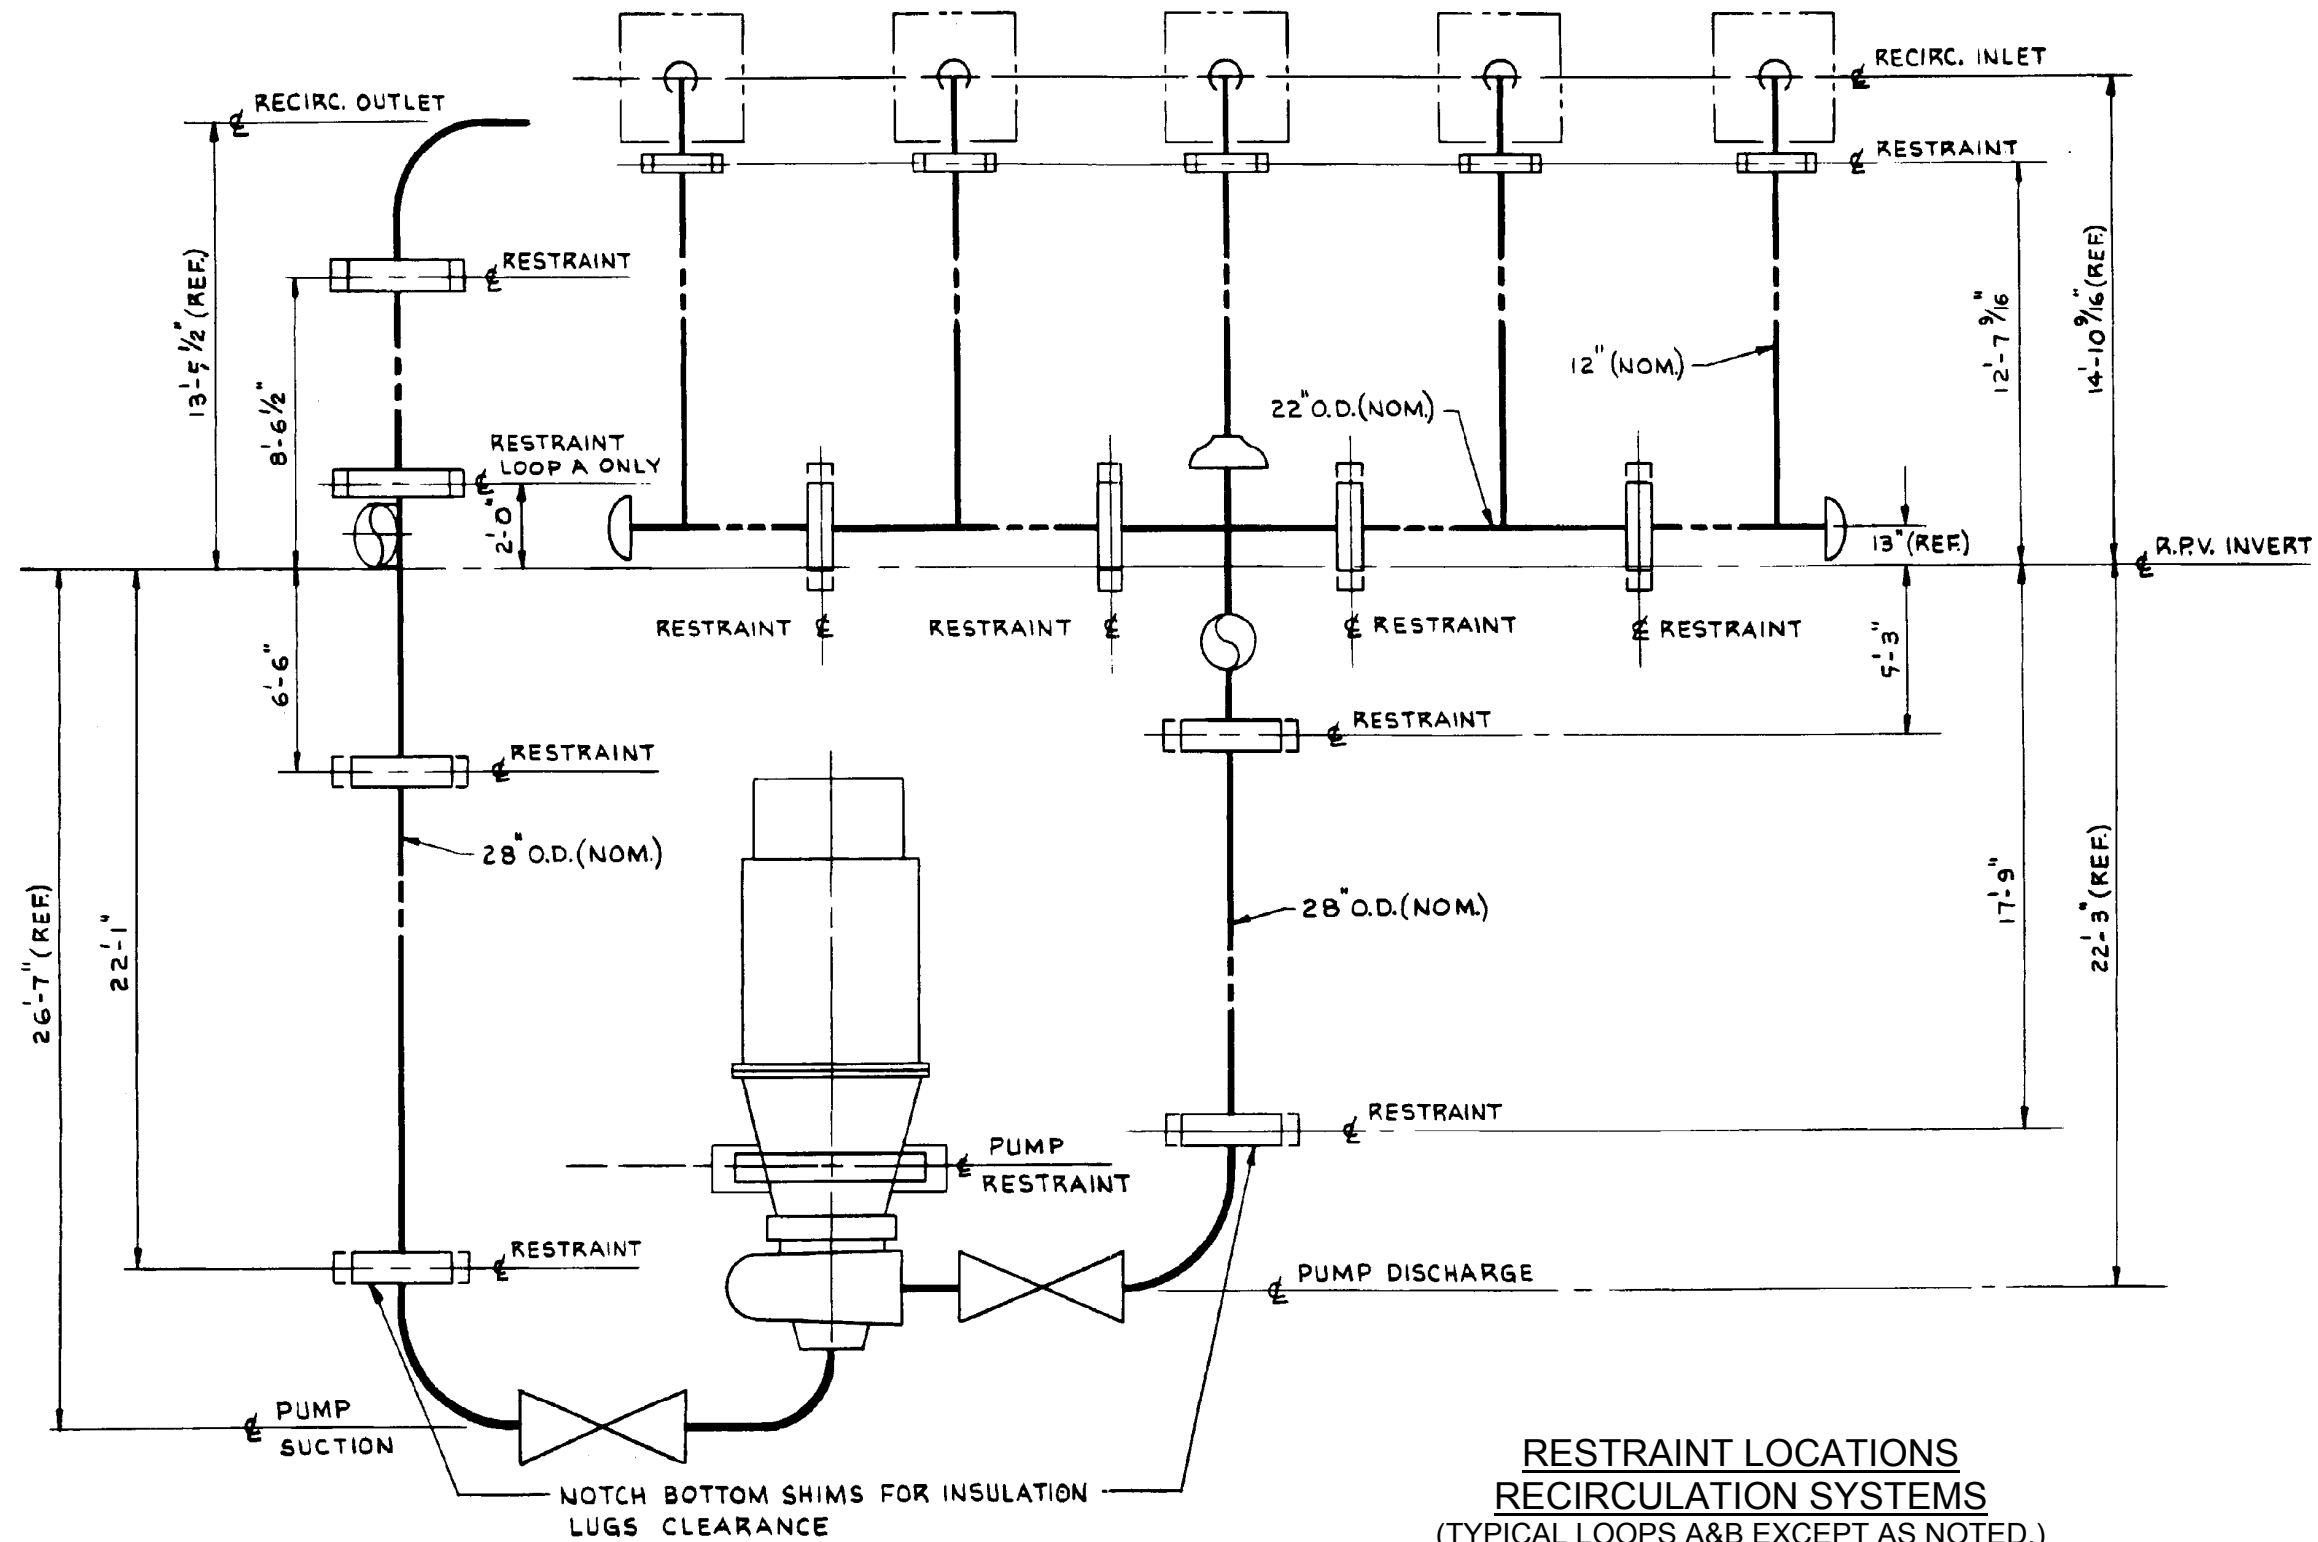 ℄ RECIRC. INLET
℄ RECIRC. OUTLET
℄ RESTRAINT
℄ RESTRAINT
13'-5 1/2" (REF.)
8'-6 1/2"
12'-7 9/16"
14'-10 9/16" (REF.)
12" (NOM.)
22" O.D. (NOM.)
RESTRAINT
℄ LOOP A ONLY
2'-0"
13" (REF.)
℄ R.P.V. INVERT
RESTRAINT ℄
RESTRAINT ℄
℄ RESTRAINT
℄ RESTRAINT
6'-6"
5'-3"
℄ RESTRAINT
℄ RESTRAINT
28" O.D. (NOM.)
28" O.D. (NOM.)
26'-7" (REF.)
22'-1"
17'-9"
22'-3" (REF.)
℄ RESTRAINT
℄ PUMP
RESTRAINT
℄ RESTRAINT
℄ PUMP DISCHARGE
℄ PUMP
SUCTION
NOTCH BOTTOM SHIMS FOR INSULATION
LUGS CLEARANCE
RESTRAINT LOCATIONS
RECIRCULATION SYSTEMS
(TYPICAL LOOPS A&B EXCEPT AS NOTED.)